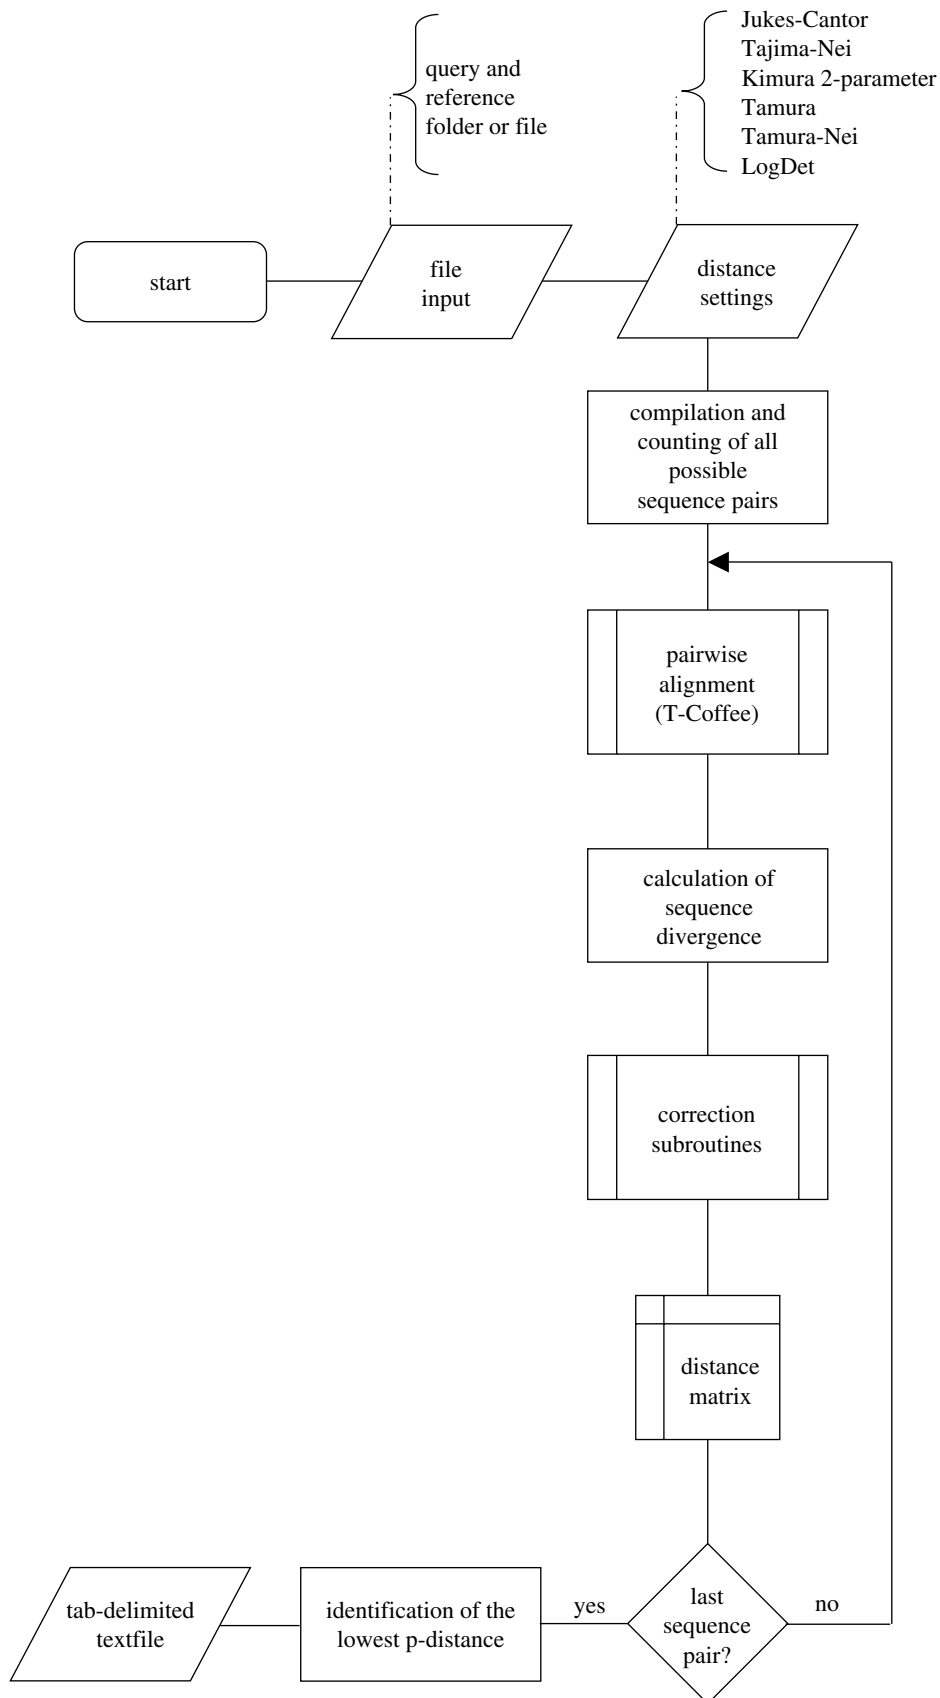 query and
reference
folder or file
Jukes-Cantor
Tajima-Nei
Kimura 2-parameter
Tamura
Tamura-Nei
LogDet
start
file
input
distance
settings
compilation and
counting of all
possible
sequence pairs
pairwise
alignment
(T-Coffee)
calculation of
sequence
divergence
correction
subroutines
distance
matrix
last
sequence
pair?
no
yes
identification of the
lowest p-distance
tab-delimited
textfile